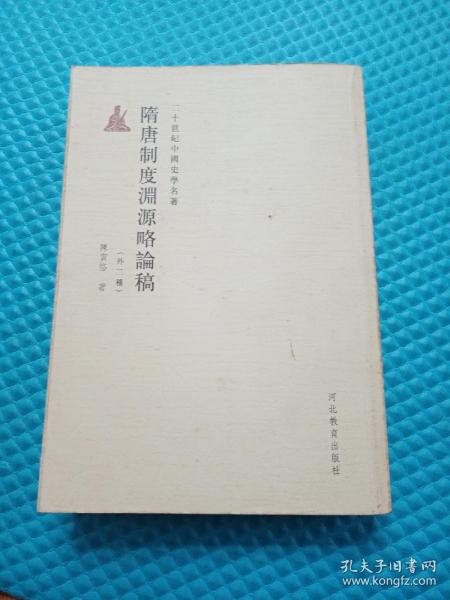 二十世紀中國史學名著
隋唐制度淵源略論稿
（外二種）
陳寅恪 著
河北教育出版社
孔夫子旧书网
www.kongfz.com